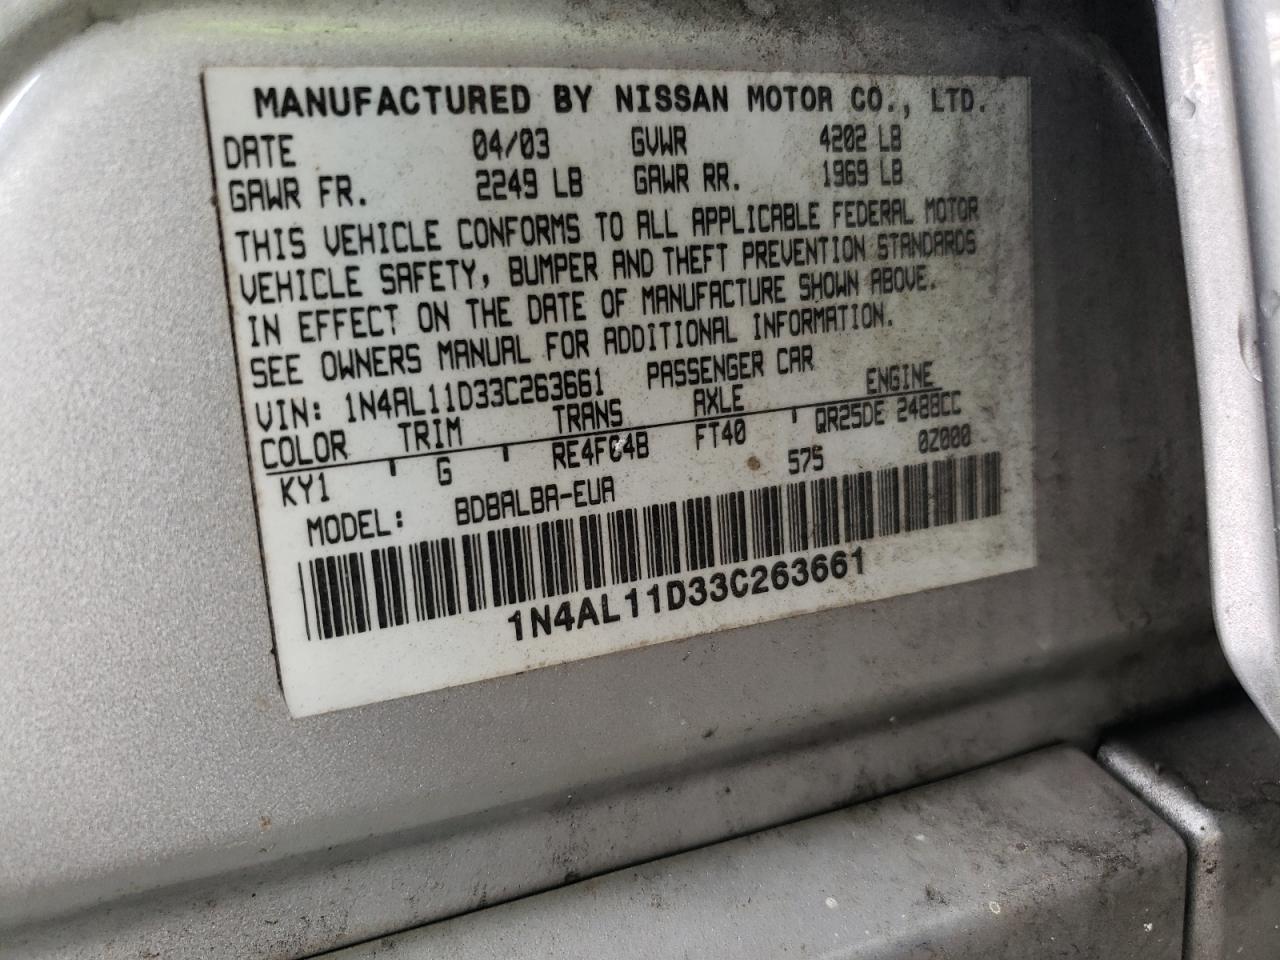 MANUFACTURED BY NISSAN MOTOR CO., LTD.
DATE 04/03 GVWR 4202 LB
GAWR FR. 2249 LB GAWR RR. 1969 LB
THIS VEHICLE CONFORMS TO ALL APPLICABLE FEDERAL MOTOR
VEHICLE SAFETY, BUMPER AND THEFT PREVENTION STANDARDS
IN EFFECT ON THE DATE OF MANUFACTURE SHOWN ABOVE.
SEE OWNERS MANUAL FOR ADDITIONAL INFORMATION.
VIN: 1N4AL11D33C263661 PASSENGER CAR
COLOR TRIM TRANS AXLE ENGINE
KY1 G RE4F04B FT40 QR25DE 2488CC
MODEL: BDBALBA-EUA 575 0Z000
1N4AL11D33C263661